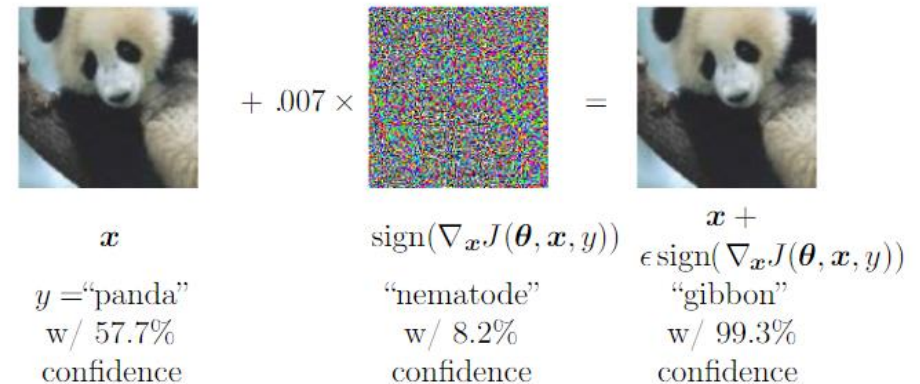 + .007 × =
x
y =“panda”
w/ 57.7%
confidence
sign(∇ₓJ(θ, x, y))
“nematode”
w/ 8.2%
confidence
x +
ϵ sign(∇ₓJ(θ, x, y))
“gibbon”
w/ 99.3%
confidence